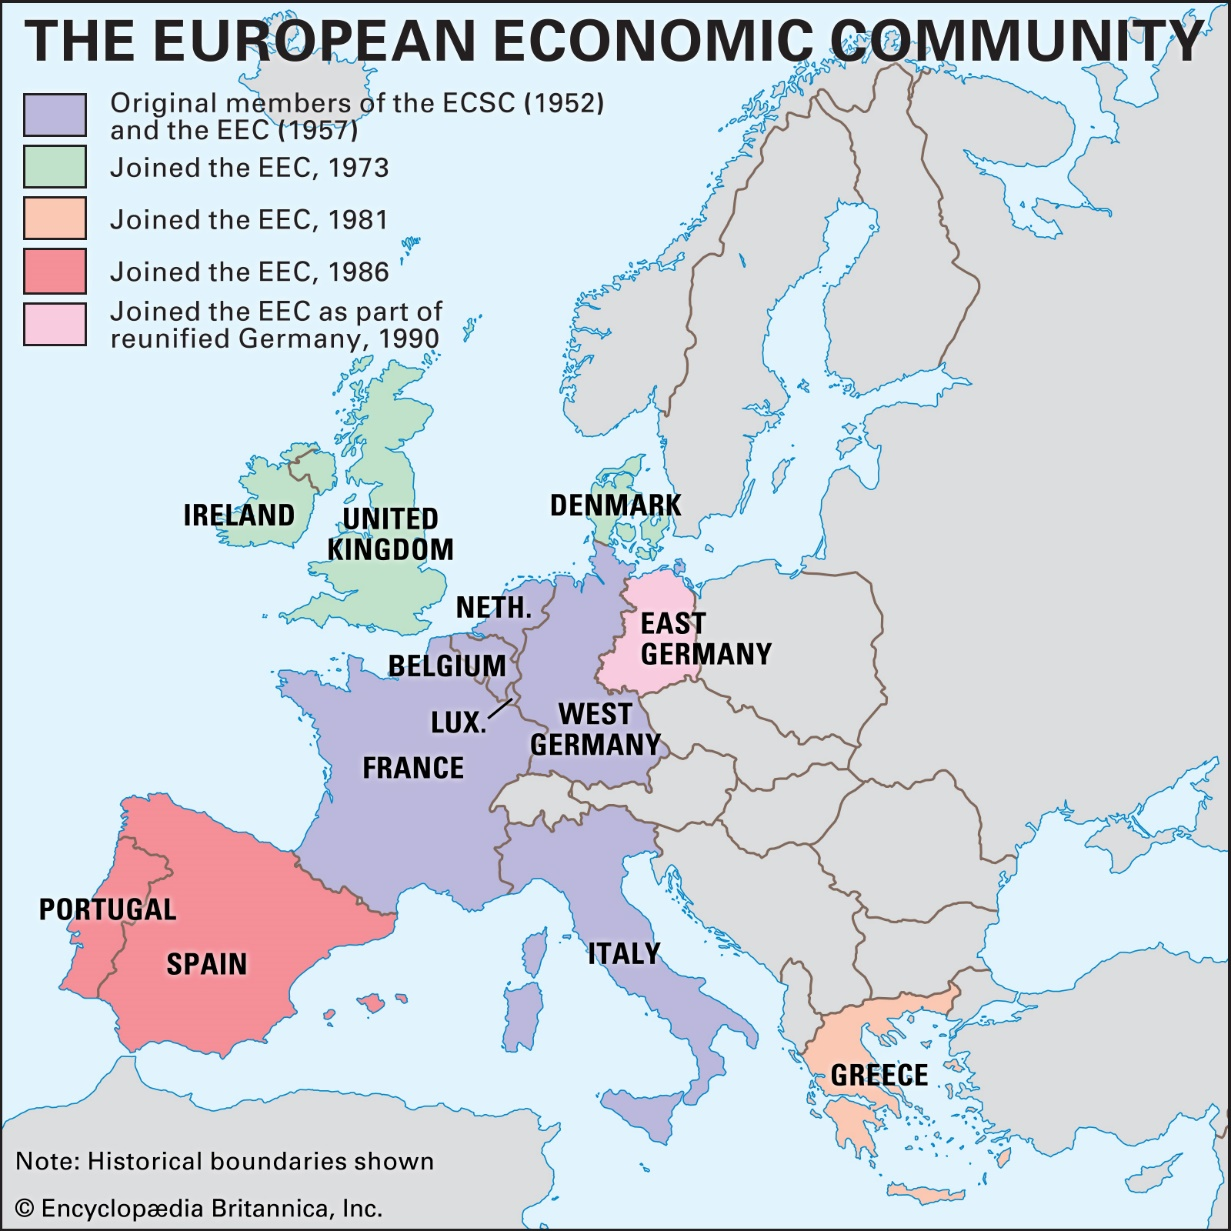 THE EUROPEAN ECONOMIC COMMUNITY
Original members of the ECSC (1952)
and the EEC (1957)
Joined the EEC, 1973
Joined the EEC, 1981
Joined the EEC, 1986
Joined the EEC as part of
reunified Germany, 1990
IRELAND
UNITED
KINGDOM
DENMARK
NETH.
EAST
GERMANY
BELGIUM
LUX.
WEST
GERMANY
FRANCE
PORTUGAL
SPAIN
ITALY
GREECE
Note: Historical boundaries shown
© Encyclopædia Britannica, Inc.